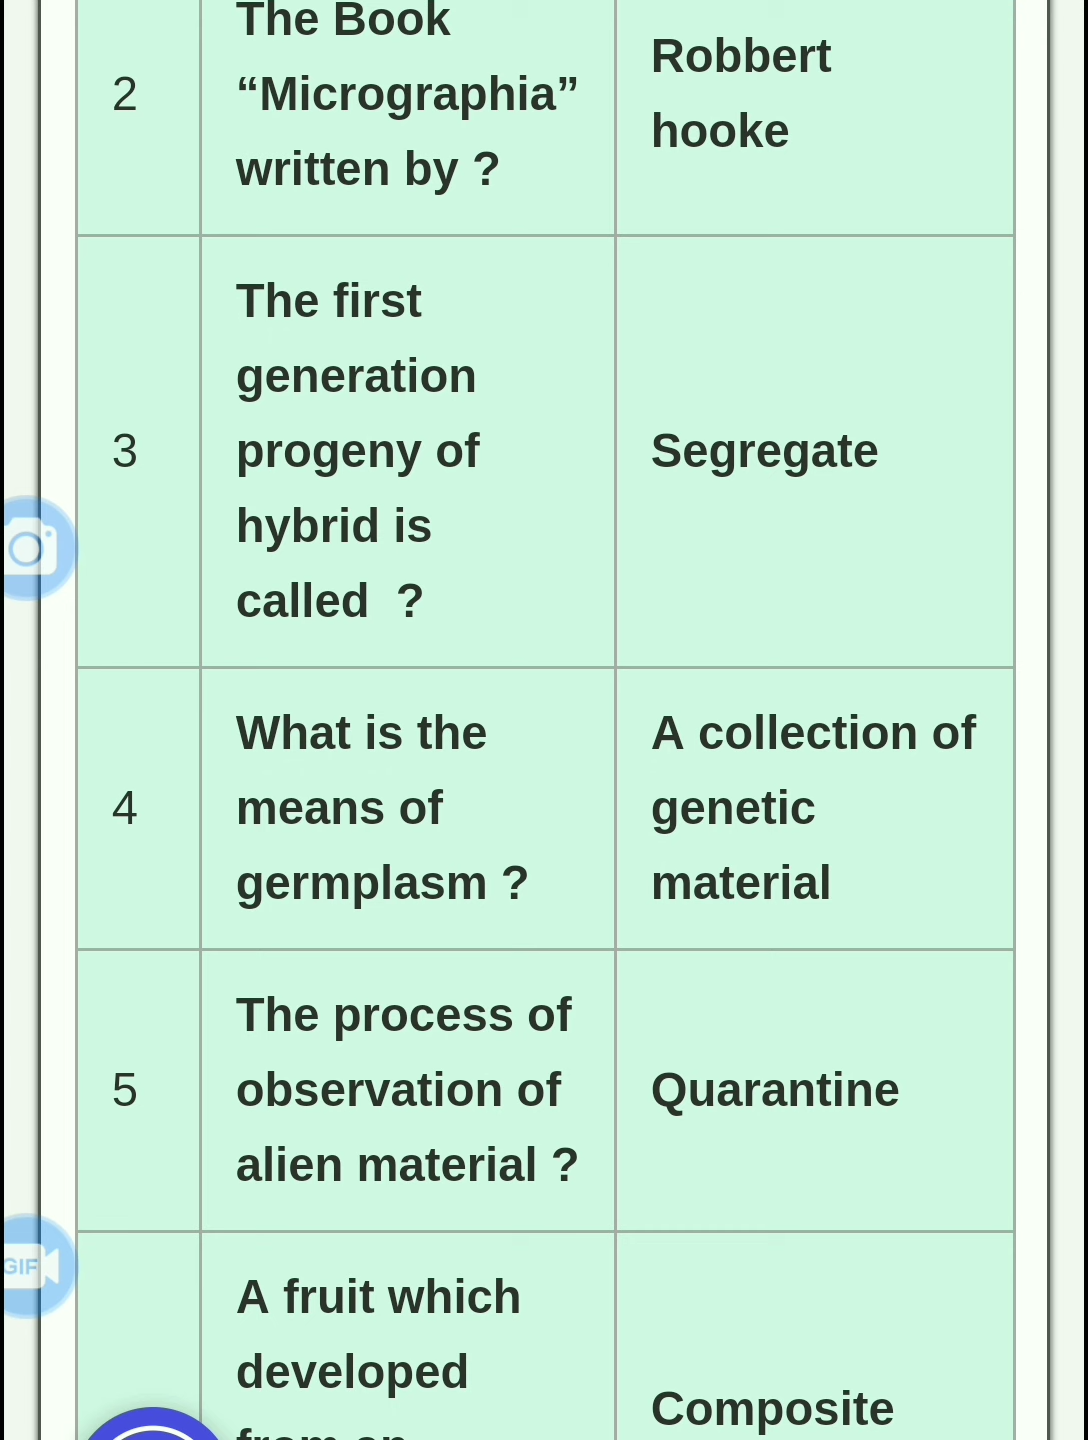 The Book
2
“Micrographia”
written by ?
Robbert
hooke
3
The first
generation
progeny of
hybrid is
called  ?
Segregate
4
What is the
means of
germplasm ?
A collection of
genetic
material
5
The process of
observation of
alien material ?
Quarantine
A fruit which
developed
from an
Composite
GIF